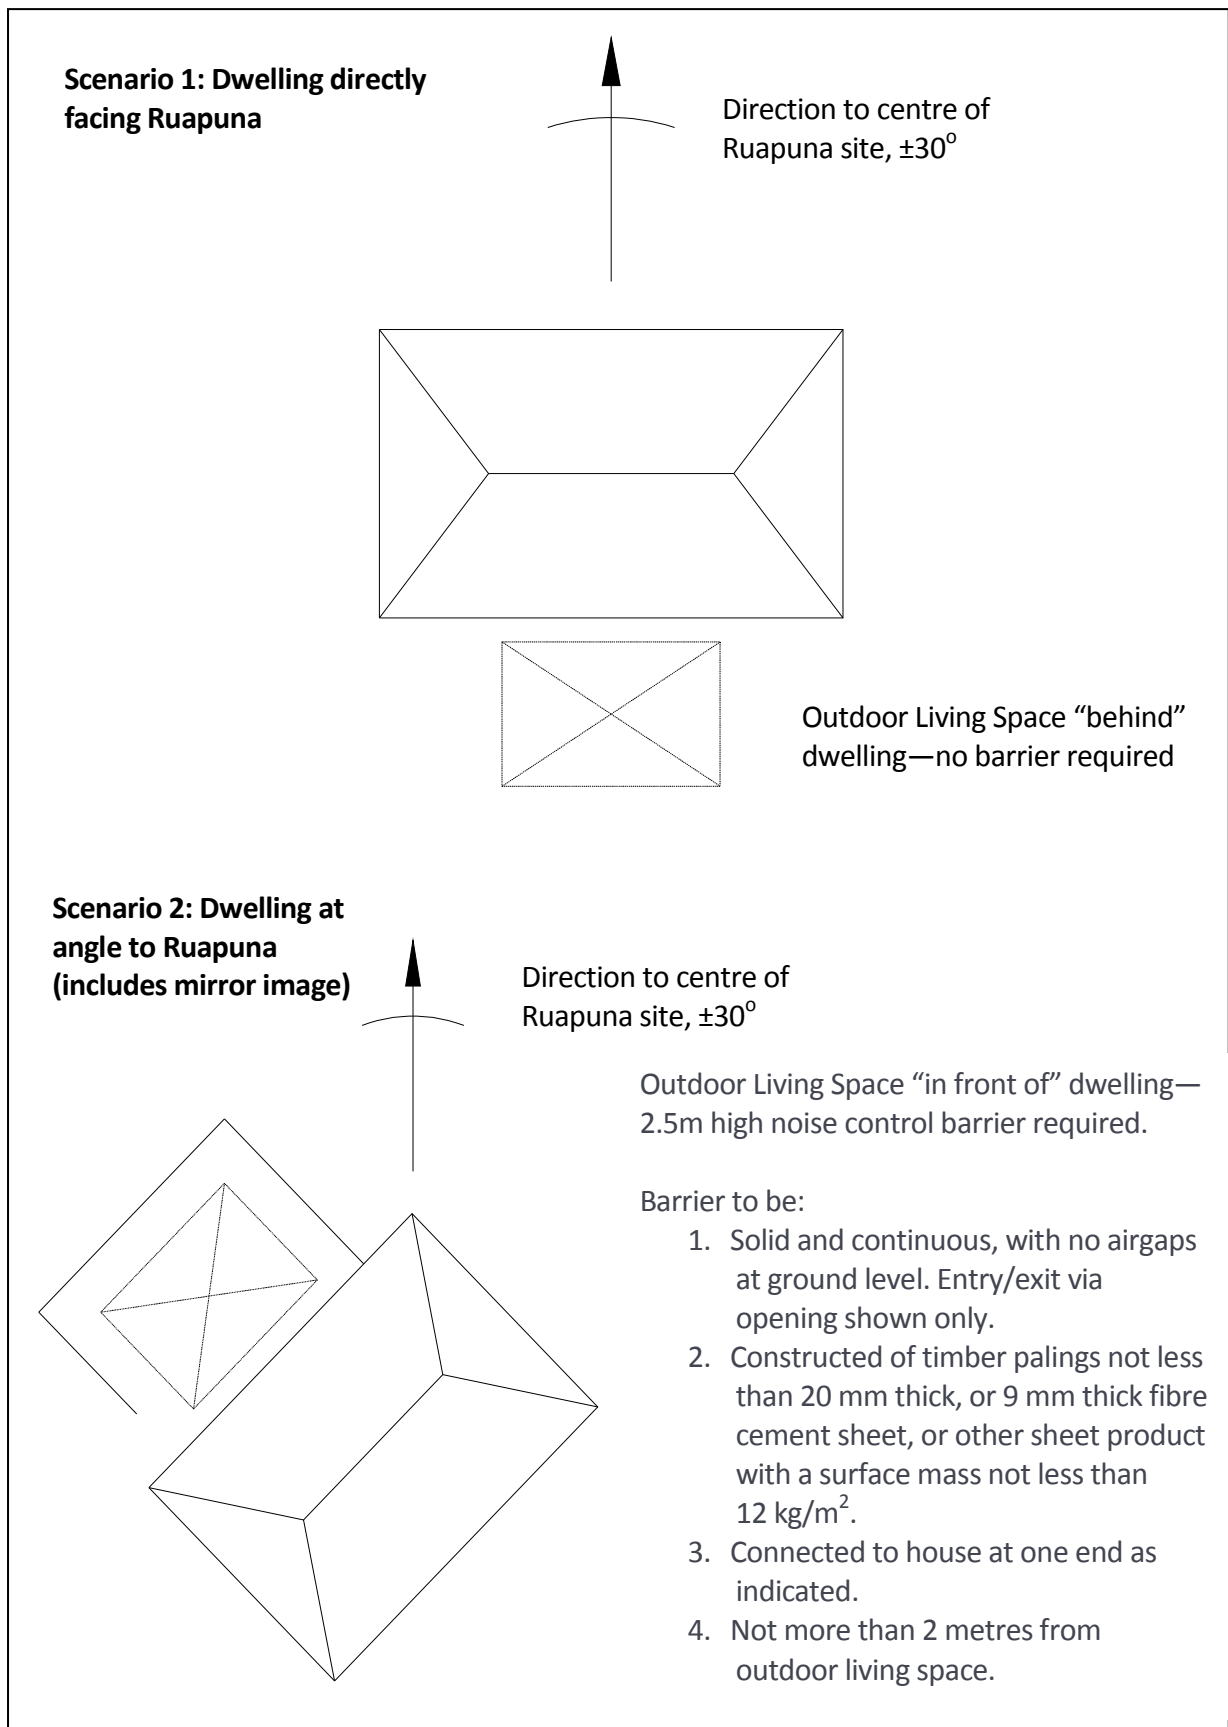 Scenario 1: Dwelling directly
facing Ruapuna
Direction to centre of
Ruapuna site, ±30º
Outdoor Living Space “behind”
dwelling—no barrier required
Scenario 2: Dwelling at
angle to Ruapuna
(includes mirror image)
Direction to centre of
Ruapuna site, ±30º
Outdoor Living Space “in front of” dwelling—
2.5m high noise control barrier required.
Barrier to be:
1. Solid and continuous, with no airgaps
at ground level. Entry/exit via
opening shown only.
2. Constructed of timber palings not less
than 20 mm thick, or 9 mm thick fibre
cement sheet, or other sheet product
with a surface mass not less than
12 kg/m².
3. Connected to house at one end as
indicated.
4. Not more than 2 metres from
outdoor living space.